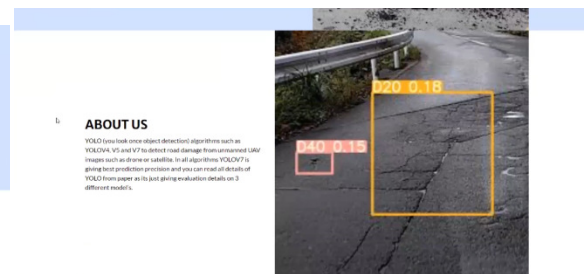 ABOUT US
YOLO (you look once object detection) algorithms such as
YOLOV4, V5 and V7 to detect road damage from unmanned UAV
images such as drone or satellite. In all algorithms YOLOV7 is
giving best prediction precision and you can read all details of
YOLO from paper as its just giving evaluation details on 3
different model's.
D20 0.18
D40 0.15